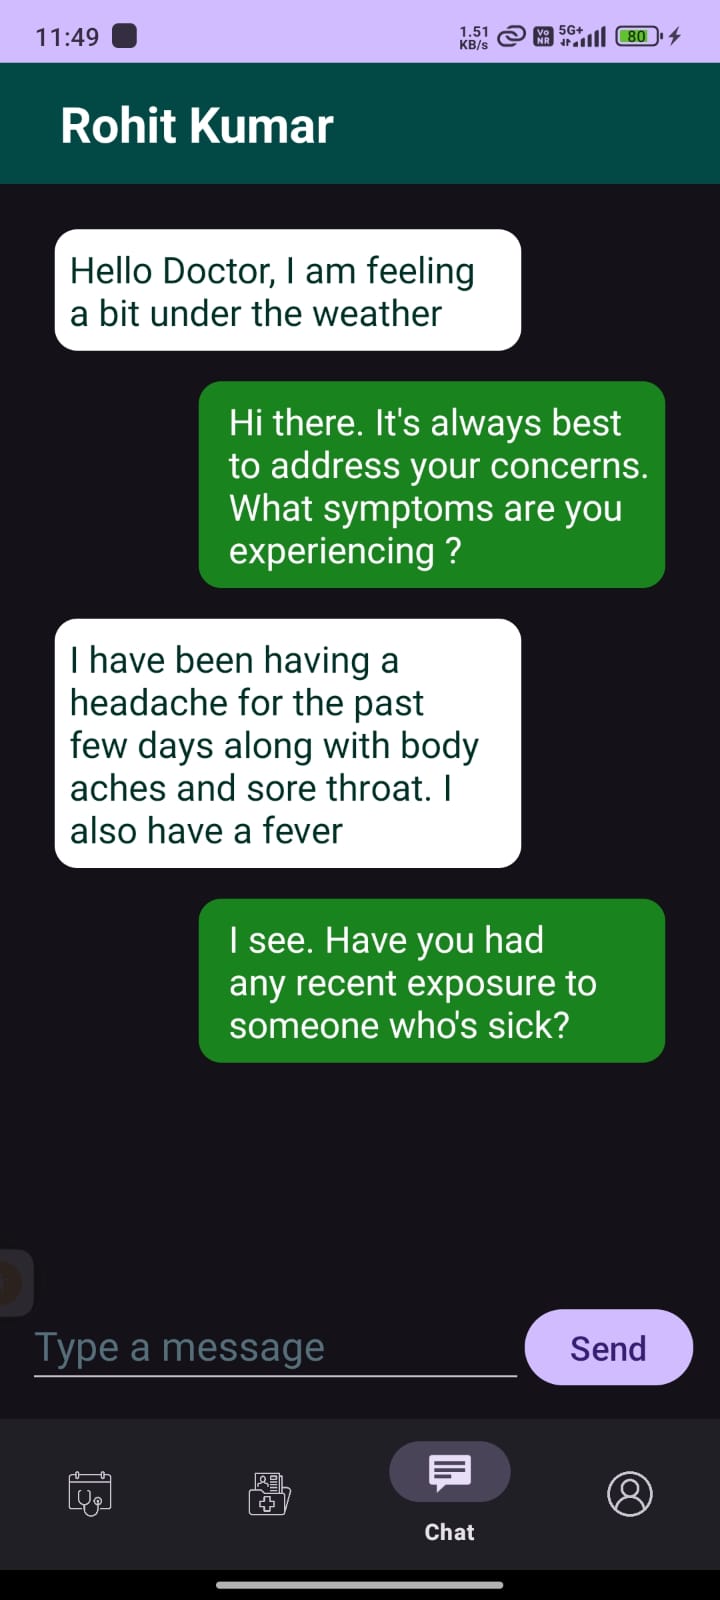 11:49
1.51
KB/s
Vo
NR
5G+
80
Rohit Kumar
Hello Doctor, I am feeling
a bit under the weather
Hi there. It's always best
to address your concerns.
What symptoms are you
experiencing ?
I have been having a
headache for the past
few days along with body
aches and sore throat. I
also have a fever
I see. Have you had
any recent exposure to
someone who's sick?
Type a message
Send
Chat